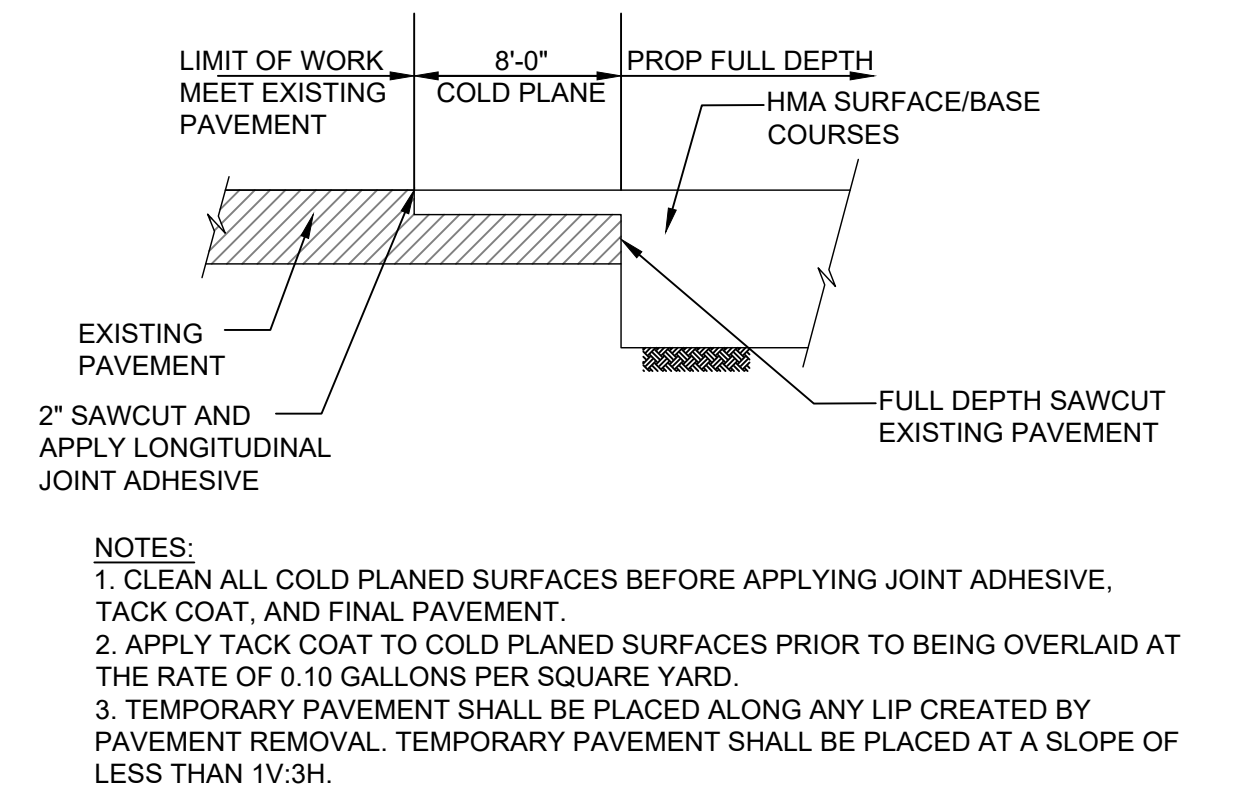 LIMIT OF WORK
MEET EXISTING
PAVEMENT
8'-0"
COLD PLANE
PROP FULL DEPTH
HMA SURFACE/BASE
COURSES
EXISTING
PAVEMENT
2" SAWCUT AND
APPLY LONGITUDINAL
JOINT ADHESIVE
FULL DEPTH SAWCUT
EXISTING PAVEMENT
NOTES:
1. CLEAN ALL COLD PLANED SURFACES BEFORE APPLYING JOINT ADHESIVE,
TACK COAT, AND FINAL PAVEMENT.
2. APPLY TACK COAT TO COLD PLANED SURFACES PRIOR TO BEING OVERLAID AT
THE RATE OF 0.10 GALLONS PER SQUARE YARD.
3. TEMPORARY PAVEMENT SHALL BE PLACED ALONG ANY LIP CREATED BY
PAVEMENT REMOVAL. TEMPORARY PAVEMENT SHALL BE PLACED AT A SLOPE OF
LESS THAN 1V:3H.